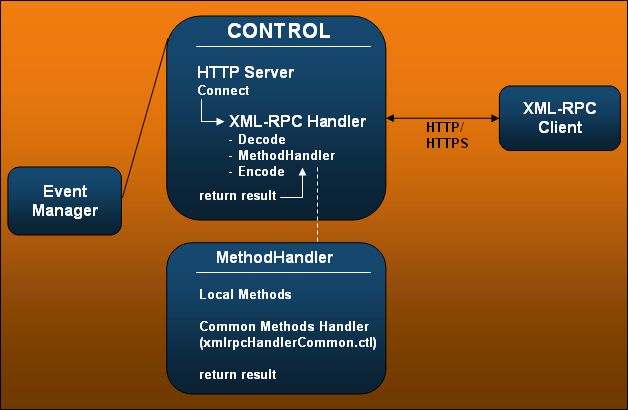 CONTROL
HTTP Server
Connect
XML-RPC Handler
- Decode
- MethodHandler
- Encode
return result
HTTP/
HTTPS
XML-RPC
Client
Event
Manager
MethodHandler
Local Methods
Common Methods Handler
(xmlrpcHandlerCommon.ctl)
return result